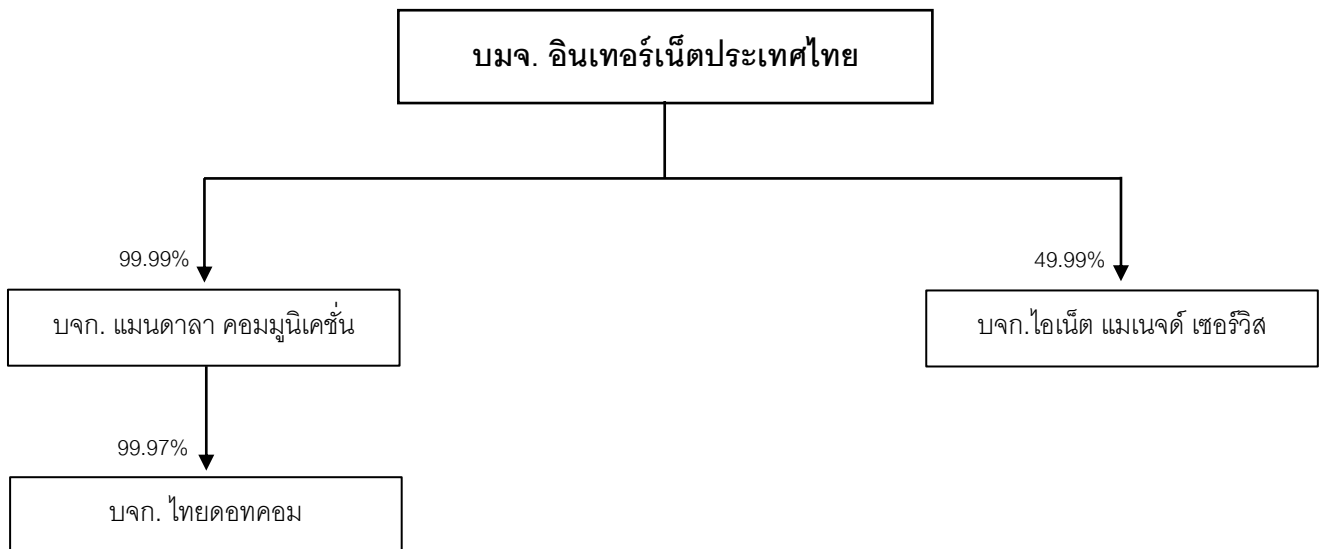 บมจ. อินเทอร์เน็ตประเทศไทย
99.99%
49.99%
บจก. แมนดาลา คอมมูนิเคชั่น
บจก.ไอเน็ต แมเนจด์ เซอร์วิส
99.97%
บจก. ไทยดอทคอม